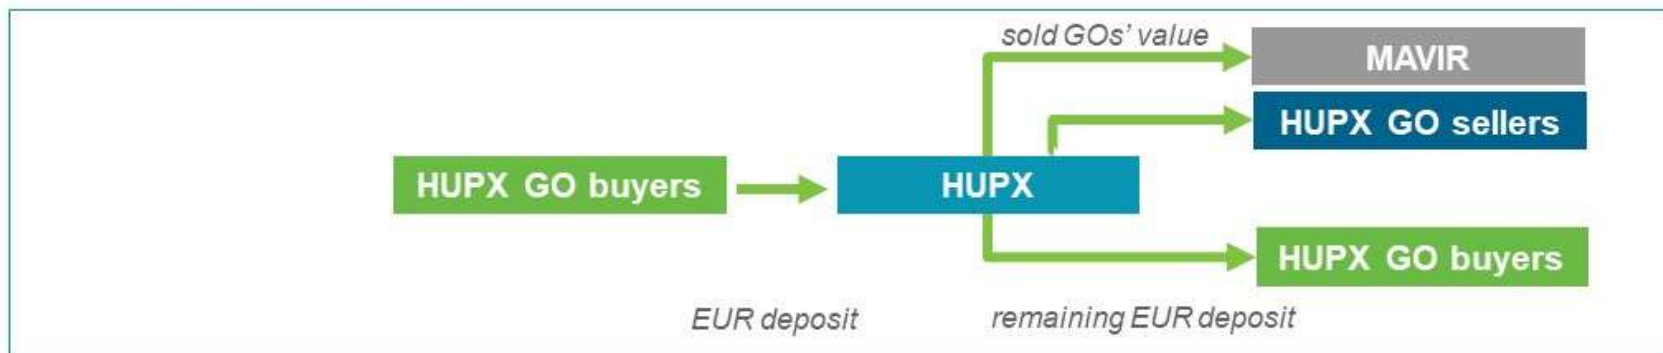 sold GOs' value
MAVIR
HUPX GO sellers
HUPX GO buyers
HUPX
HUPX GO buyers
EUR deposit
remaining EUR deposit